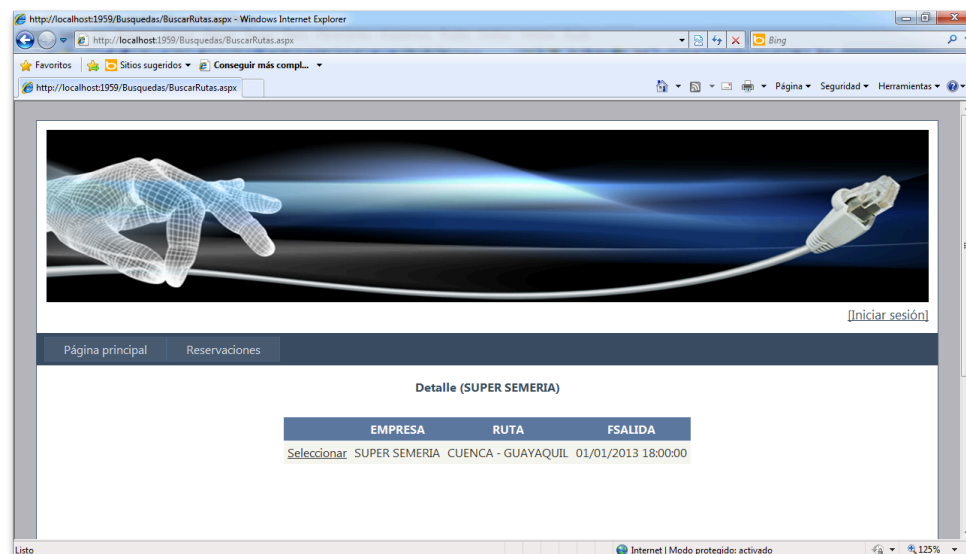 http://localhost:1959/Busquedas/BuscarRutas.aspx - Windows Internet Explorer
http://localhost:1959/Busquedas/BuscarRutas.aspx
Bing
Favoritos Sitios sugeridos Conseguir más compl...
http://localhost:1959/Busquedas/BuscarRutas.aspx
Página Seguridad Herramientas
[Iniciar sesión]
Página principal Reservaciones
Detalle (SUPER SEMERIA)
EMPRESA RUTA FSALIDA
Seleccionar SUPER SEMERIA CUENCA - GUAYAQUIL 01/01/2013 18:00:00
Listo Internet | Modo protegido: activado 125%